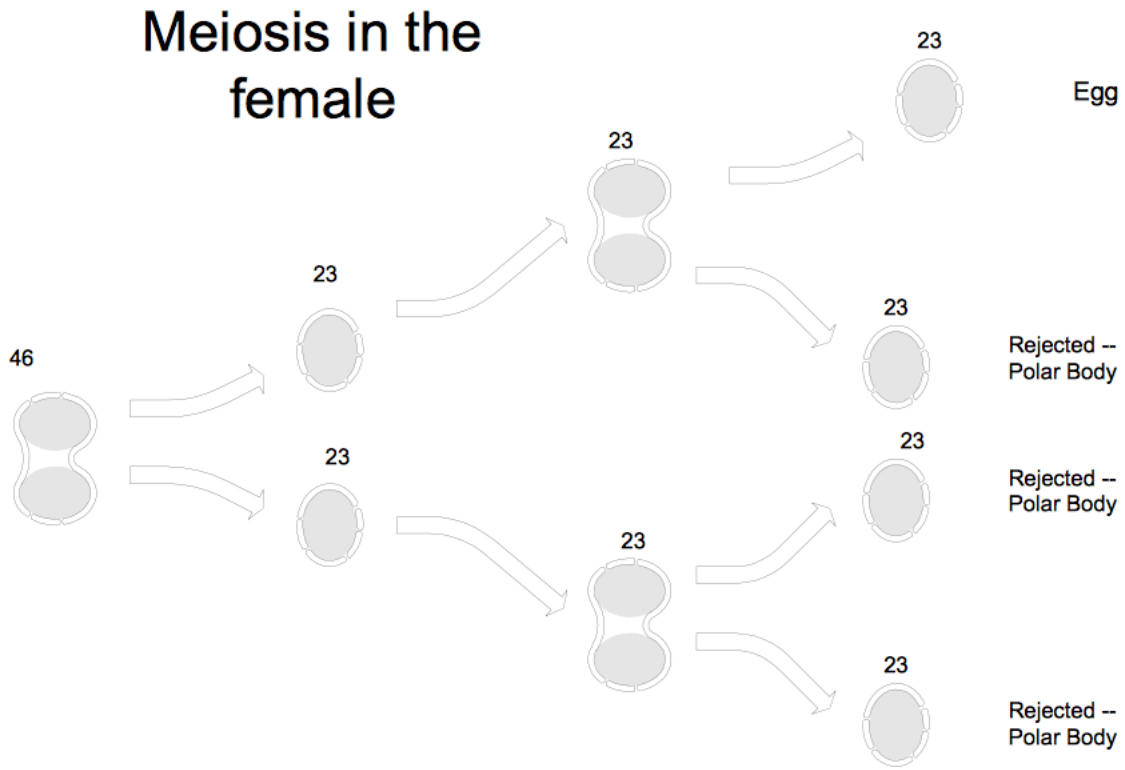 Meiosis in the
female
23
Egg
23
23
23
Rejected --
Polar Body
46
23
Rejected --
Polar Body
23
23
23
Rejected --
Polar Body